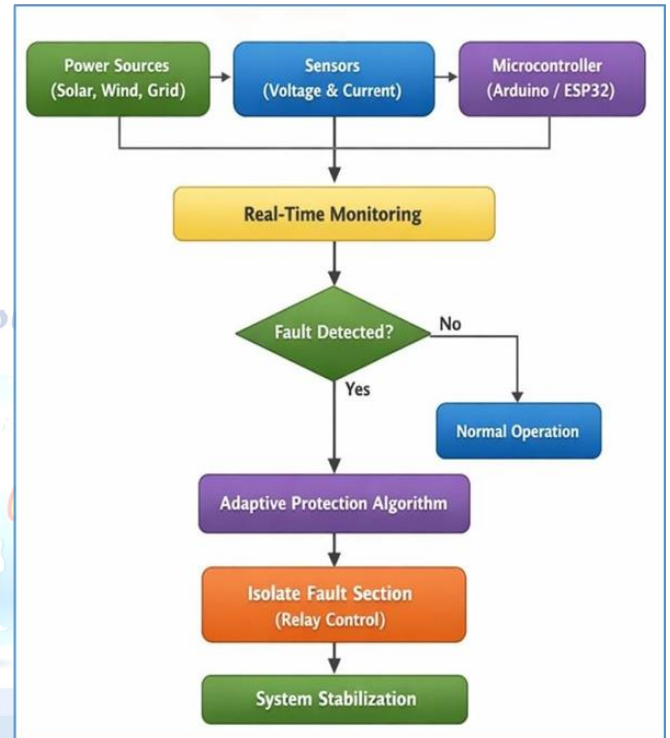 Power Sources
(Solar, Wind, Grid)
Sensors
(Voltage & Current)
Microcontroller
(Arduino / ESP32)
Real-Time Monitoring
Fault Detected?
No
Yes
Normal Operation
Adaptive Protection Algorithm
Isolate Fault Section
(Relay Control)
System Stabilization